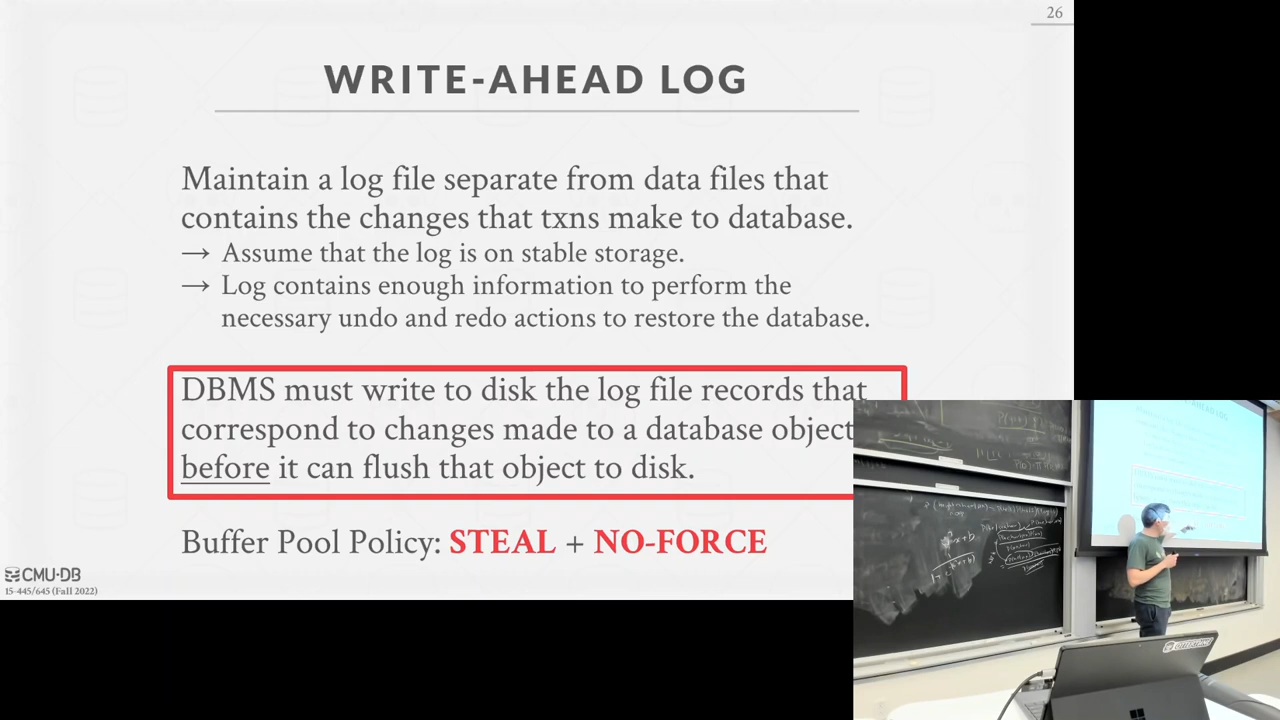 26
WRITE-AHEAD LOG
Maintain a log file separate from data files that
contains the changes that txns make to database.
→ Assume that the log is on stable storage.
→ Log contains enough information to perform the
necessary undo and redo actions to restore the database.
DBMS must write to disk the log file records that
correspond to changes made to a database object
before it can flush that object to disk.
Buffer Pool Policy: STEAL + NO-FORCE
CMU·DB
15-445/645 (Fall 2022)